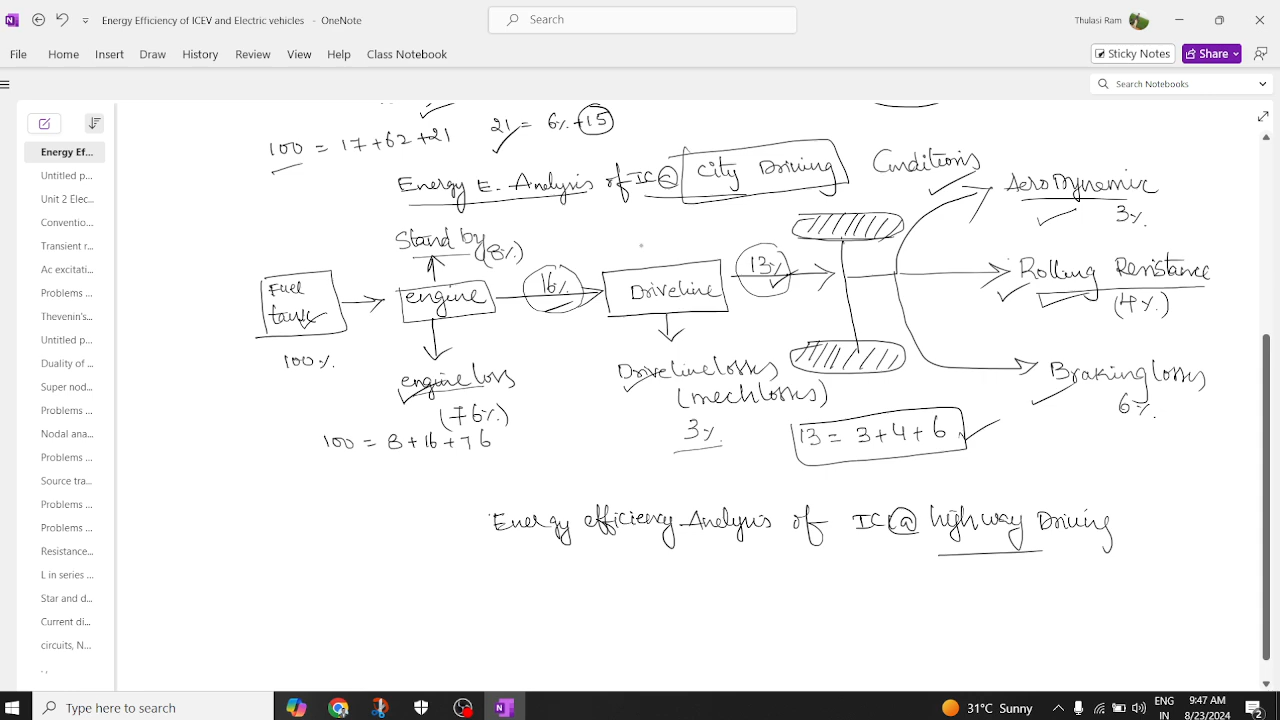 Energy Efficiency of ICEV and Electric vehicles - OneNote
Search
Thulasi Ram
File Home Insert Draw History Review View Help Class Notebook
Sticky Notes
Share
Search Notebooks
Energy Ef...
Untitled p...
Unit 2 Elec...
Conventio...
Transient r...
Ac excitati...
Problems ...
Thevenin's...
Untitled p...
Duality of ...
Super nod...
Problems ...
Nodal ana...
Problems ...
Source tra...
Problems ...
Problems ...
Resistance...
L in series ...
Star and d...
Current di...
circuits, N...
100 = 17+62+21
21 = 6%+15
Energy E. Analysis of IC@ City Driving Conditions
Stand by (8%)
Fuel
tank
100%
engine
16%
Driveline
13%
engine loss
(76%)
100 = 8+16+76
Driveline losses
(mech losses)
3%
AeroDynamic
3%
Rolling Resistance
(4%)
Braking losses
6%
13 = 3+4+6
Energy efficiency Analysis of IC@ highway Driving
Type here to search
31°C Sunny
ENG
IN
9:47 AM
8/23/2024
2